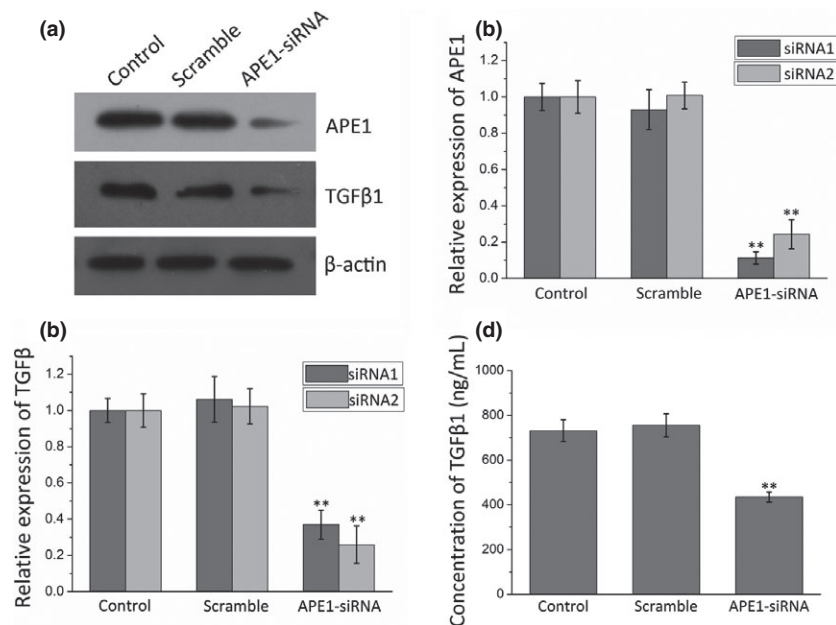 (a)
Control Scramble APE1-siRNA
APE1
TGFβ1
β-actin
(b)
Relative expression of APE1
siRNA1
siRNA2
1.2
1.0
0.8
0.6
0.4
0.2
0.0
** **
Control Scramble APE1-siRNA
(b)
Relative expression of TGFβ
siRNA1
siRNA2
1.2
1.0
0.8
0.6
0.4
0.2
0.0
** **
Control Scramble APE1-siRNA
(d)
Concentration of TGFβ1 (ng/mL)
1000
800
600
400
200
0
**
Control Scramble APE1-siRNA